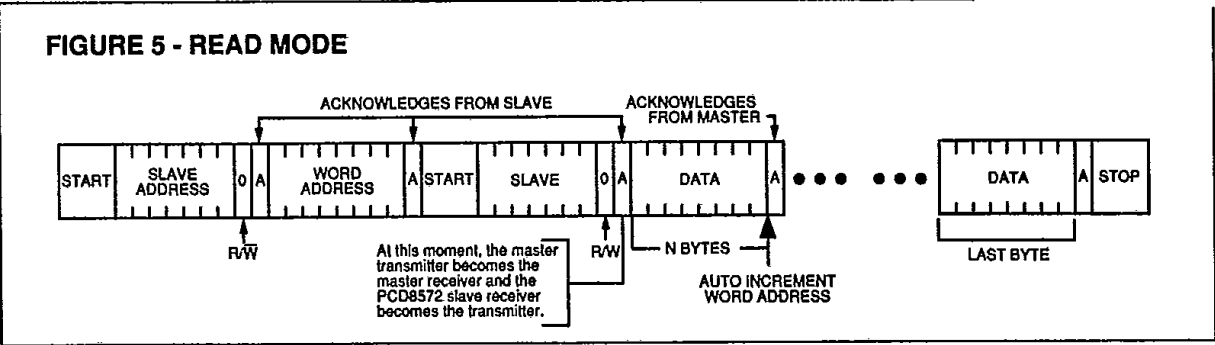 FIGURE 5 - READ MODE
ACKNOWLEDGES FROM SLAVE
ACKNOWLEDGES
FROM MASTER
START
SLAVE
ADDRESS
0
A
WORD
ADDRESS
A
START
SLAVE
0
A
DATA
A
DATA
A
STOP
R/W
At this moment, the master
transmitter becomes the
master receiver and the
PCD8572 slave receiver
becomes the transmitter.
R/W
N BYTES
AUTO INCREMENT
WORD ADDRESS
LAST BYTE